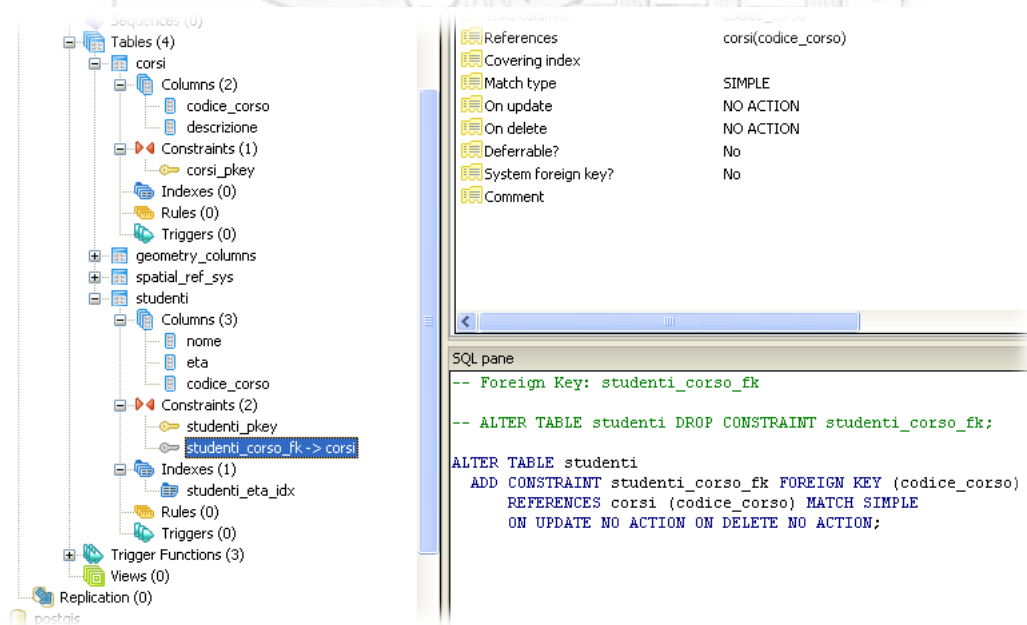 Sequences (0)
Tables (4)
corsi
Columns (2)
codice_corso
descrizione
Constraints (1)
corsi_pkey
Indexes (0)
Rules (0)
Triggers (0)
geometry_columns
spatial_ref_sys
studenti
Columns (3)
nome
eta
codice_corso
Constraints (2)
studenti_pkey
studenti_corso_fk -> corsi
Indexes (1)
studenti_eta_idx
Rules (0)
Triggers (0)
Trigger Functions (3)
Views (0)
Replication (0)
postgis
Child columns codice_corso
References corsi(codice_corso)
Covering index
Match type SIMPLE
On update NO ACTION
On delete NO ACTION
Deferrable? No
System foreign key? No
Comment
SQL pane
-- Foreign Key: studenti_corso_fk
-- ALTER TABLE studenti DROP CONSTRAINT studenti_corso_fk;
ALTER TABLE studenti
ADD CONSTRAINT studenti_corso_fk FOREIGN KEY (codice_corso)
REFERENCES corsi (codice_corso) MATCH SIMPLE
ON UPDATE NO ACTION ON DELETE NO ACTION;